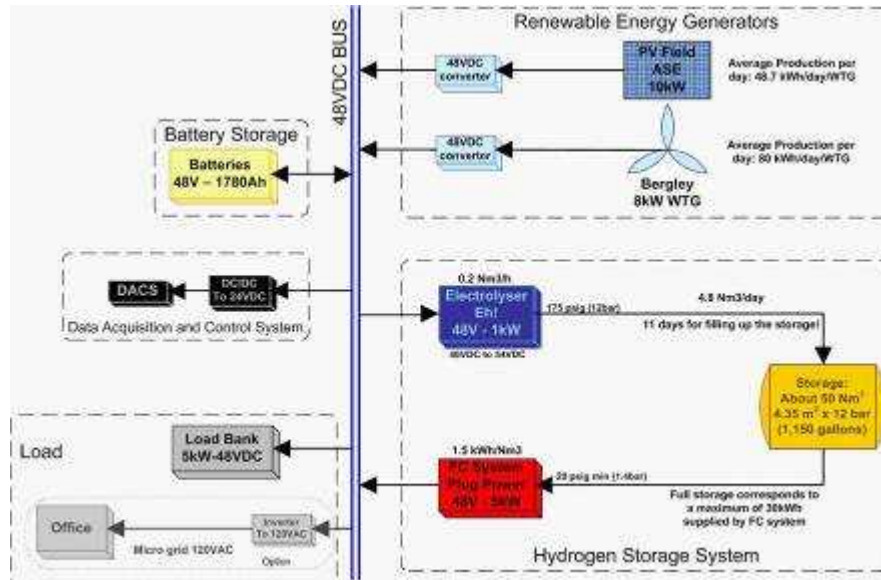 Renewable Energy Generators
48VDC BUS
48VDC
converter
PV Field
ASE
10kW
Average Production per
day: 48.7 kWh/day/WTG
Battery Storage
Batteries
48V – 1780Ah
48VDC
converter
Average Production per
day: 80 kWh/day/WTG
Bergley
8kW WTG
DACS
DC/DC
To 24VDC
Data Acquisition and Control System
0.2 Nm3/h
Electrolyser
Eh!
48V - 1kW
48VDC to 54VDC
175 psig (12bar)
4.8 Nm3/day
11 days for filling up the storage!
Storage:
About 50 Nm³
4.35 m³ x 12 bar
(1,150 gallons)
Load
Load Bank
5kW-48VDC
1.5 kWh/Nm3
FC System
Plug Power
48V - 5kW
20 psig min (1.4bar)
Full storage corresponds to
a maximum of 30kWh
supplied by FC system
Office
Inverter
To 120VAC
Micro grid 120VAC
Option
Hydrogen Storage System